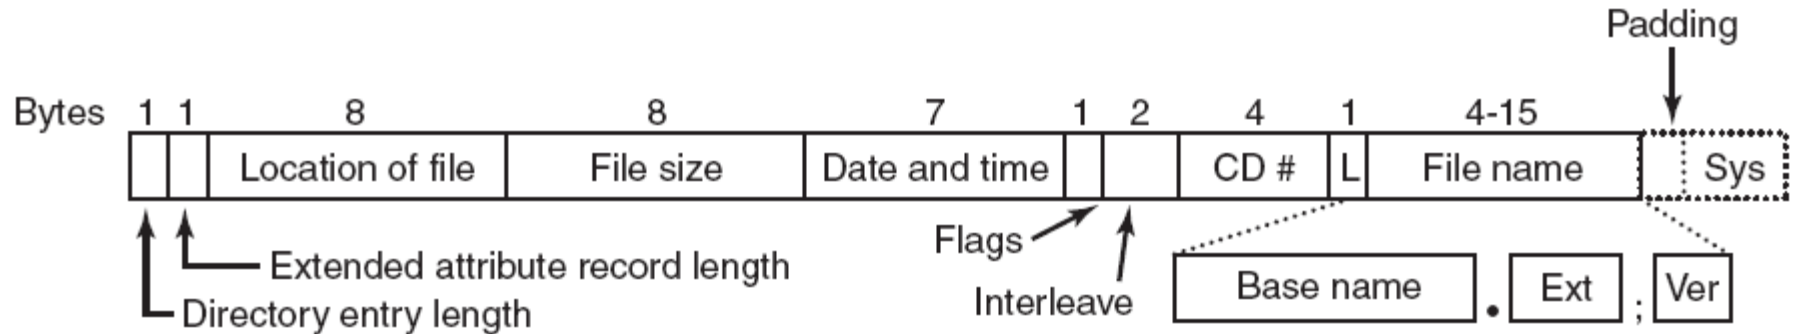 Padding
Bytes 1 1 8 8 7 1 2 4 1 4-15
Location of file File size Date and time CD # L File name Sys
Flags
Extended attribute record length
Interleave
Base name . Ext ; Ver
Directory entry length